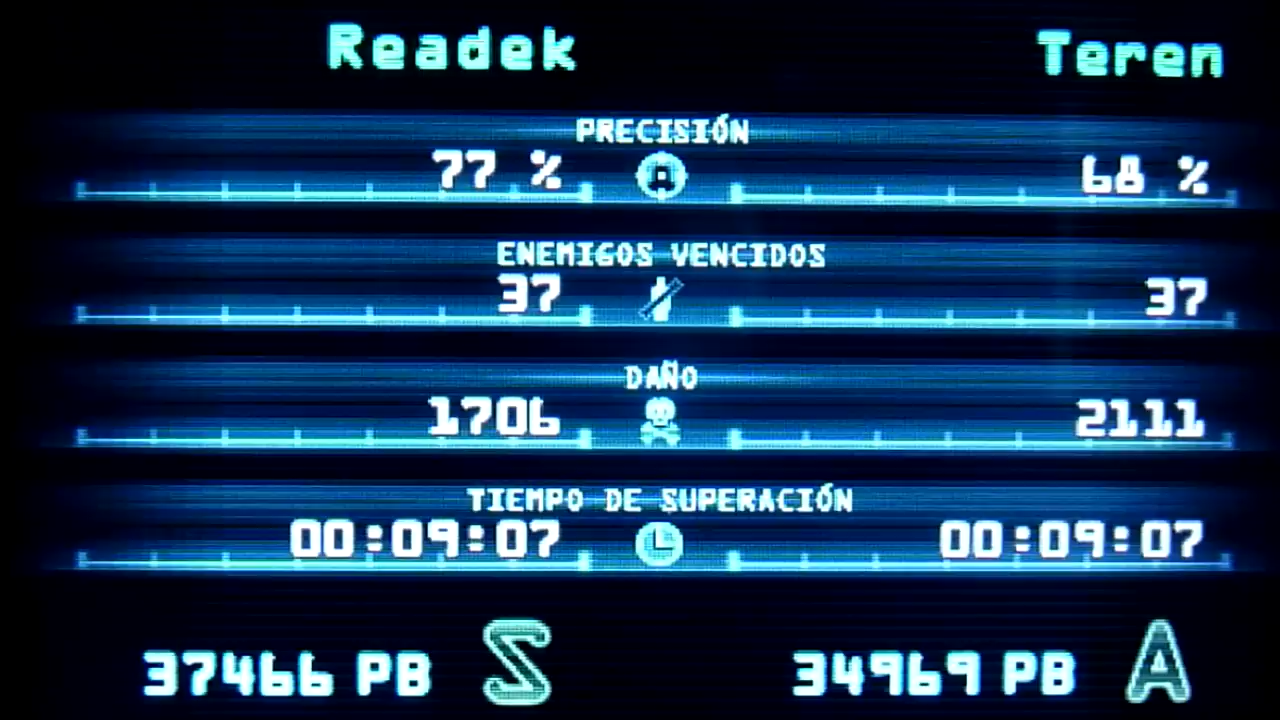 Readek Teren
PRECISIÓN
77 % A 68 %
ENEMIGOS VENCIDOS
37 37
DAÑO
1706 2111
TIEMPO DE SUPERACIÓN
00:09:07 00:09:07
37466 PB S 34969 PB A